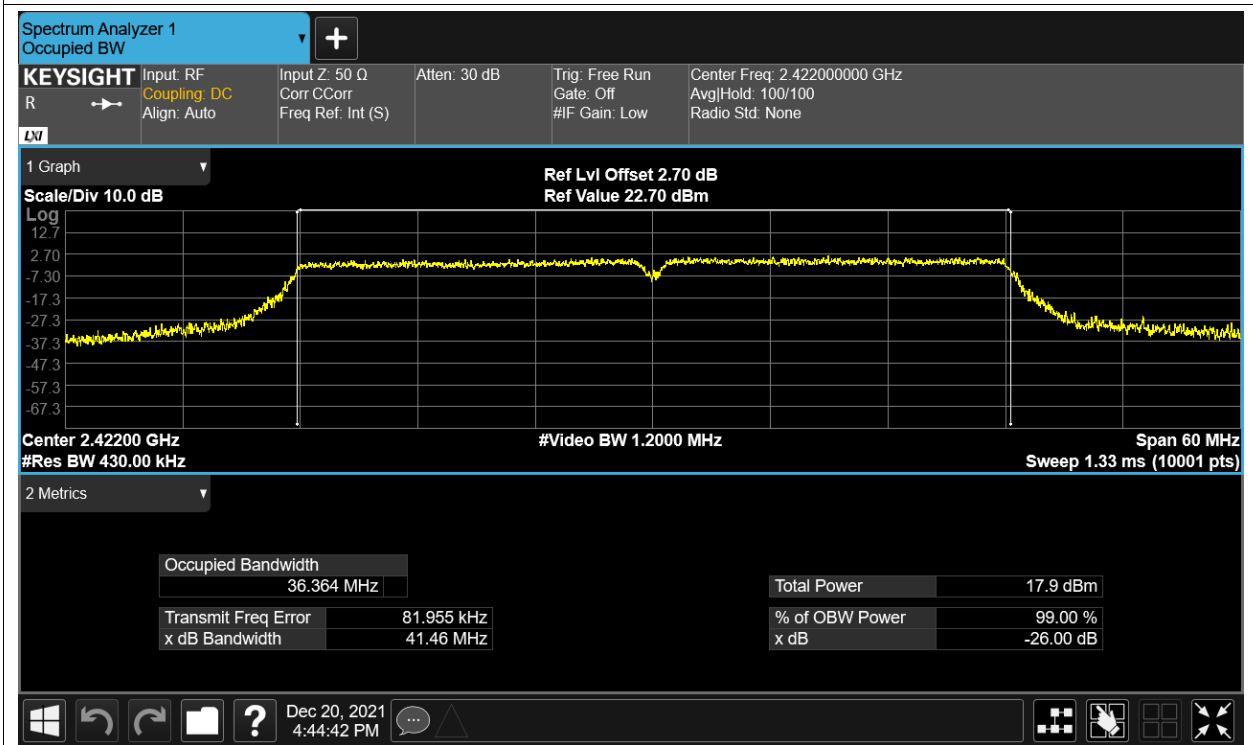 Spectrum Analyzer 1
Occupied BW
KEYSIGHT
R
LXI
Input: RF
Coupling: DC
Align: Auto
Input Z: 50 Ω
Corr CCorr
Freq Ref: Int (S)
Atten: 30 dB
Trig: Free Run
Gate: Off
#IF Gain: Low
Center Freq: 2.422000000 GHz
Avg|Hold: 100/100
Radio Std: None
1 Graph
Scale/Div 10.0 dB
Ref Lvl Offset 2.70 dB
Ref Value 22.70 dBm
Log
12.7
2.70
-7.30
-17.3
-27.3
-37.3
-47.3
-57.3
-67.3
Center 2.42200 GHz
#Res BW 430.00 kHz
#Video BW 1.2000 MHz
Span 60 MHz
Sweep 1.33 ms (10001 pts)
2 Metrics
Occupied Bandwidth
36.364 MHz
Transmit Freq Error 81.955 kHz
x dB Bandwidth 41.46 MHz
Total Power 17.9 dBm
% of OBW Power 99.00 %
x dB -26.00 dB
Dec 20, 2021
4:44:42 PM